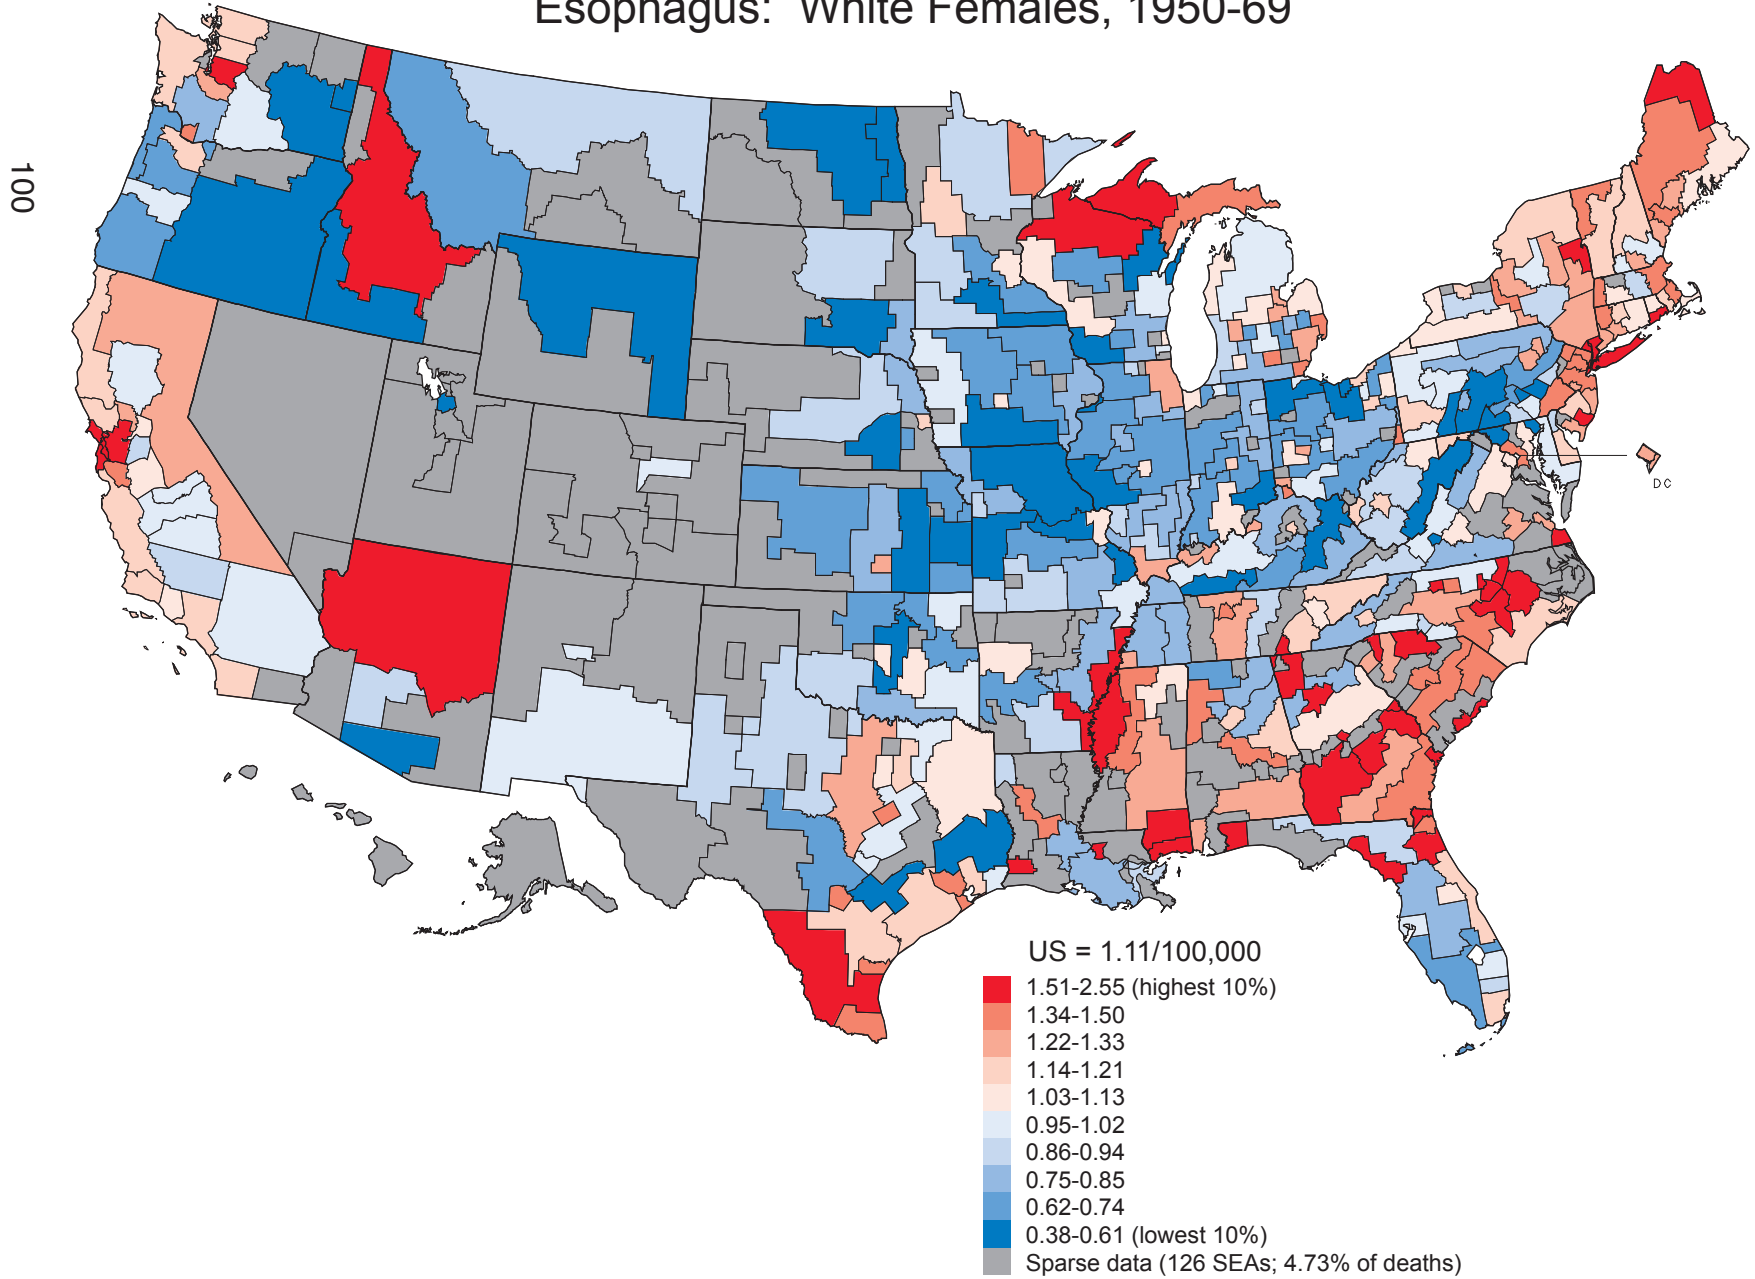 Esophagus: White Females, 1950-69
100
DC
US = 1.11/100,000
1.51-2.55 (highest 10%)
1.34-1.50
1.22-1.33
1.14-1.21
1.03-1.13
0.95-1.02
0.86-0.94
0.75-0.85
0.62-0.74
0.38-0.61 (lowest 10%)
Sparse data (126 SEAs; 4.73% of deaths)